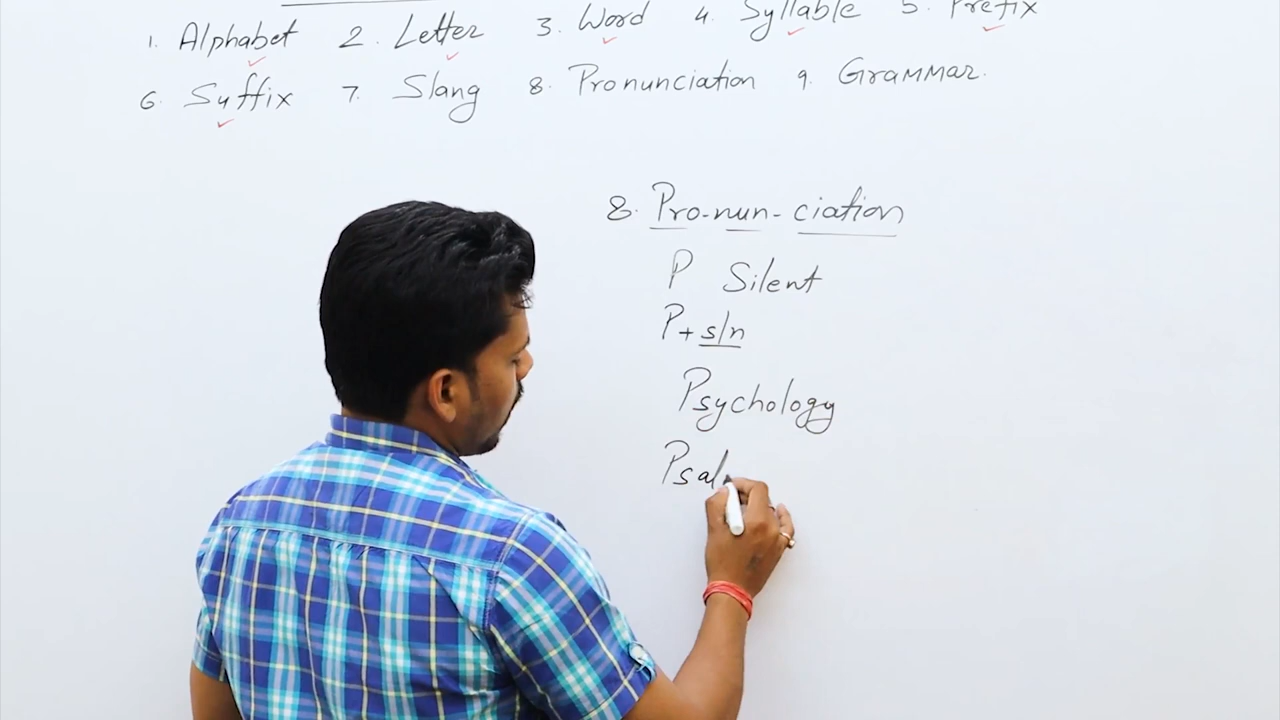 1. Alphabet 2. Letter 3. Word 4. Syllable 5. Prefix
6. Suffix 7. Slang 8. Pronunciation 9. Grammar.
8. Pro-nun-ciation
P Silent
P+s/n
Psychology
Psal